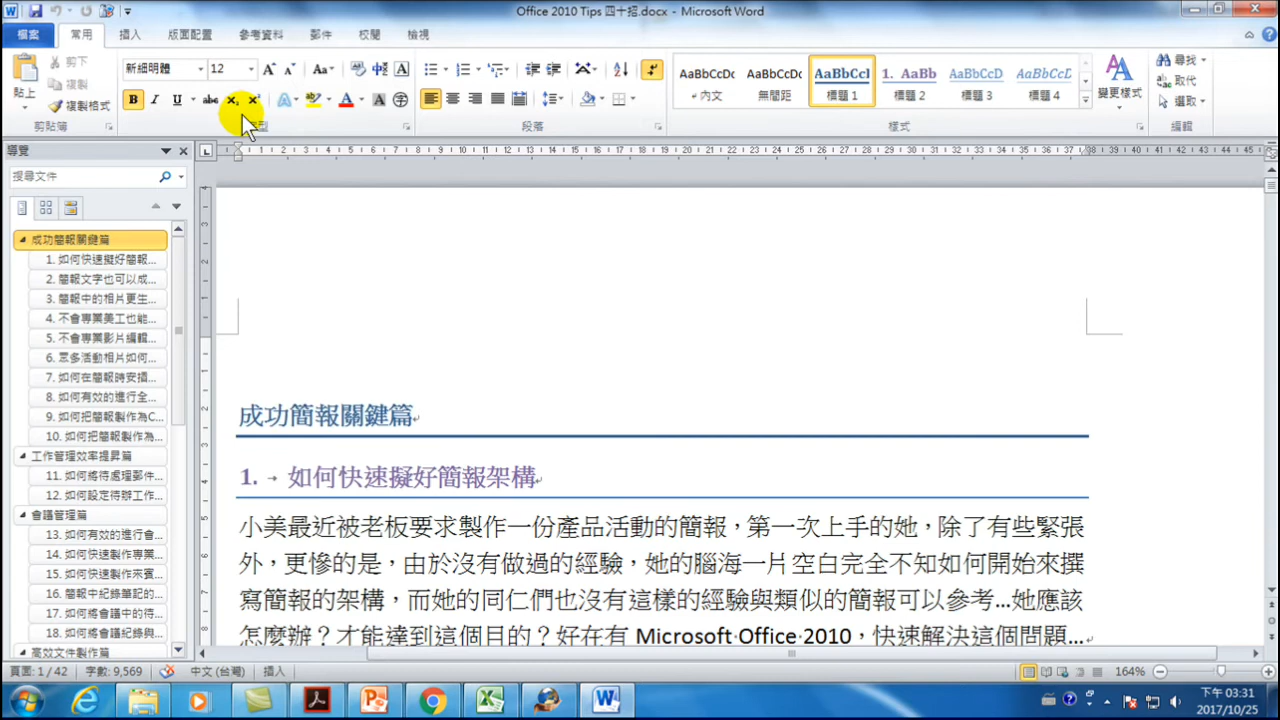 Office 2010 Tips 四十招.docx - Microsoft Word
檔案 常用 插入 版面配置 參考資料 郵件 校閱 檢視
新細明體 12
貼上 剪下 複製 複製格式
AaBbCcDc AaBbCcDc AaBbCcI 1. AaBb AaBbCcD AaBbCcD
內文 無間距 標題 1 標題 2 標題 3 標題 4
變更樣式
尋找 取代 選取
剪貼簿 型 段落 樣式 編輯
導覽
搜尋文件
成功簡報關鍵篇
1. 如何快速擬好簡報...
2. 簡報文字也可以成...
3. 簡報中的相片更生...
4. 不會專業美工也能...
5. 不會專業影片編輯...
6. 眾多活動相片如何...
7. 如何在簡報時安插...
8. 如何有效的進行全...
9. 如何把簡報製作為C...
10. 如何把簡報製作為...
工作管理效率提昇篇
11. 如何將待處理郵件...
12. 如何設定待辦工作...
會議管理篇
13. 如何有效的進行會...
14. 如何快速製作專業...
15. 如何快速製作來賓...
16. 簡報中紀錄筆記的...
17. 如何將會議中的待...
18. 如何將會議紀錄與...
高效文件製作篇
成功簡報關鍵篇
1. → 如何快速擬好簡報架構
小美最近被老板要求製作一份產品活動的簡報，第一次上手的她，除了有些緊張
外，更慘的是，由於沒有做過的經驗，她的腦海一片空白完全不知如何開始來撰
寫簡報的架構，而她的同仁們也沒有這樣的經驗與類似的簡報可以參考…她應該
怎麼辦？才能達到這個目的？好在有 Microsoft·Office·2010，快速解決這個問題…
頁面: 1 / 42 字數: 9,569 中文 (台灣) 插入 164%
下午 03:31
2017/10/25